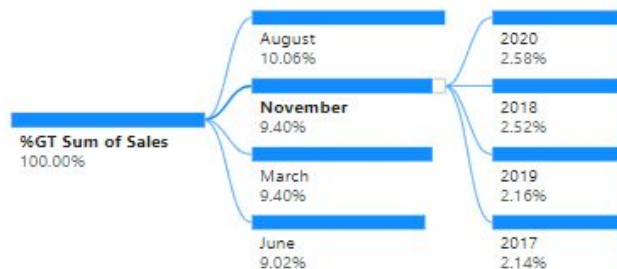 %GT Sum of Sales
100.00%
August
10.06%
November
9.40%
March
9.40%
June
9.02%
2020
2.58%
2018
2.52%
2019
2.16%
2017
2.14%